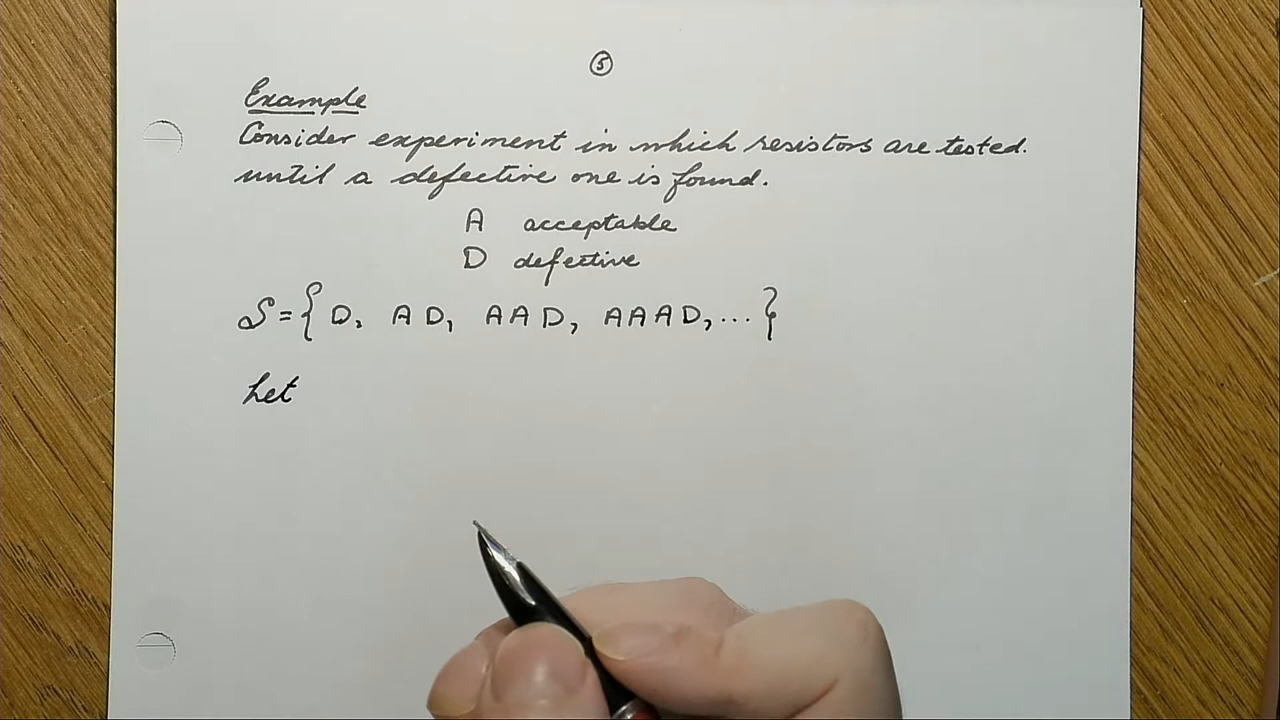 ⑤
Example
Consider experiment in which resistors are tested.
until a defective one is found.
A acceptable
D defective
S = { D, AD, AAD, AAAD, ... }
Let